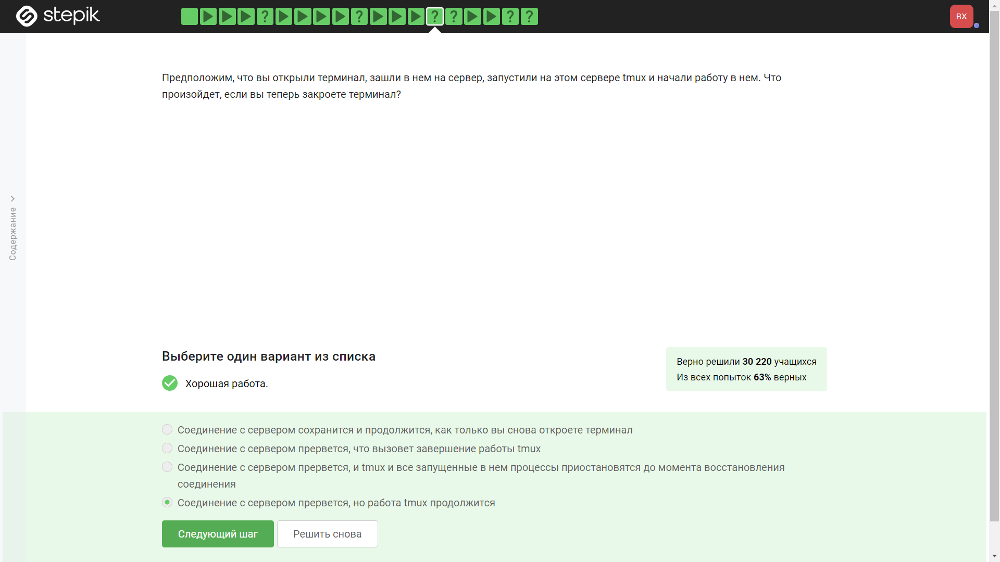 stepik
? ? ? ? ? ?
ВХ
Предположим, что вы открыли терминал, зашли в нем на сервер, запустили на этом сервере tmux и начали работу в нем. Что
произойдет, если вы теперь закроете терминал?
Содержание
Выберите один вариант из списка
Хорошая работа.
Верно решили 30 220 учащихся
Из всех попыток 63% верных
Соединение с сервером сохранится и продолжится, как только вы снова откроете терминал
Соединение с сервером прервется, что вызовет завершение работы tmux
Соединение с сервером прервется, и tmux и все запущенные в нем процессы приостановятся до момента восстановления
соединения
Соединение с сервером прервется, но работа tmux продолжится
Следующий шаг
Решить снова